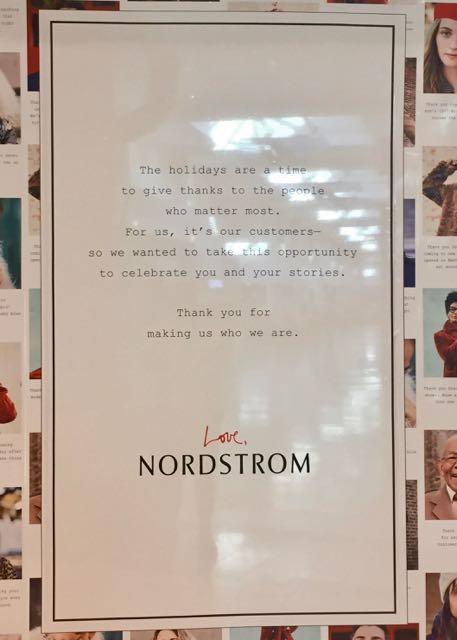 The holidays are a time
to give thanks to the people
who matter most.
For us, it's our customers—
so we wanted to take this opportunity
to celebrate you and your stories.
Thank you for
making us who we are.
Love,
NORDSTROM